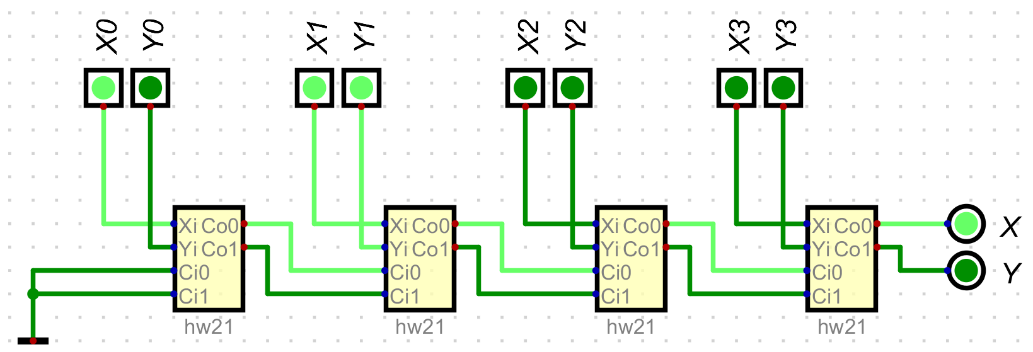 X0 Y0 X1 Y1 X2 Y2 X3 Y3
Xi Co0 Xi Co0 Xi Co0 Xi Co0 X
Yi Co1 Yi Co1 Yi Co1 Yi Co1
Ci0 Ci0 Ci0 Ci0 Y
Ci1 Ci1 Ci1 Ci1
hw21 hw21 hw21 hw21